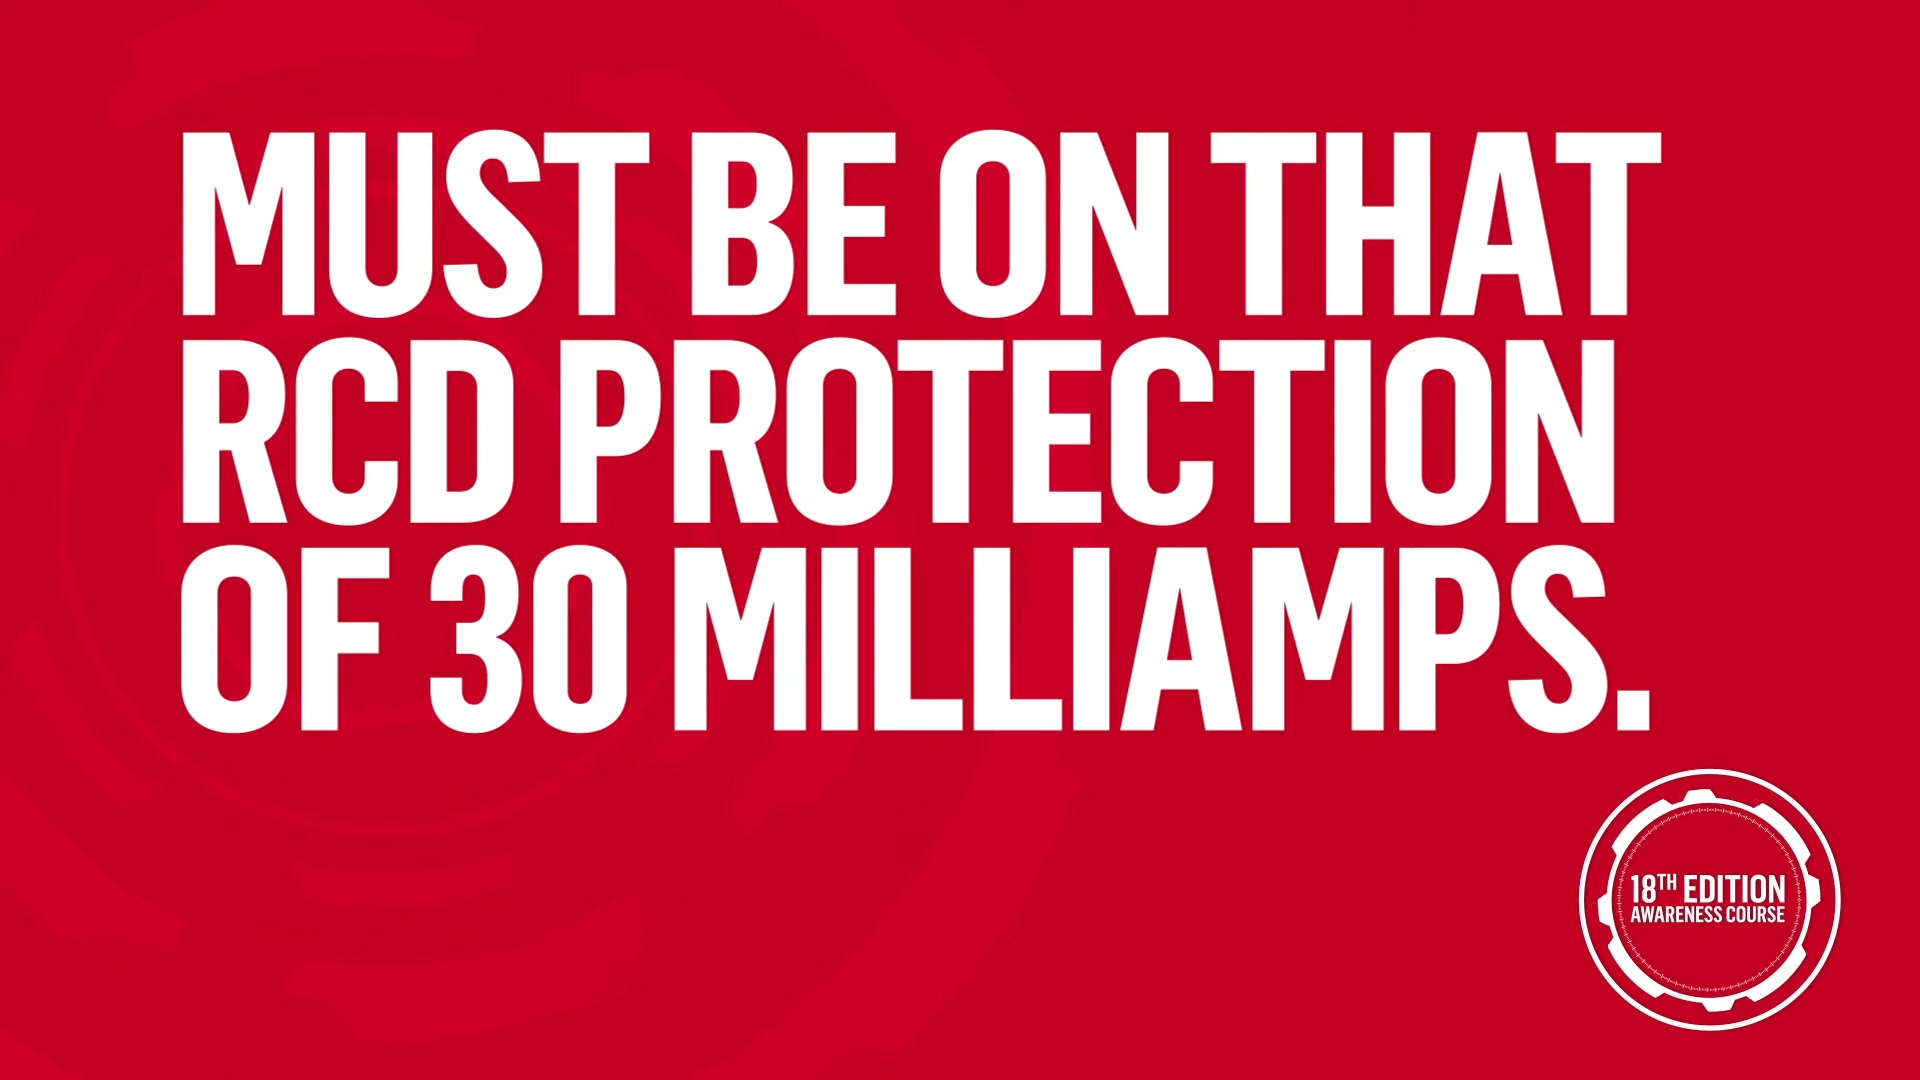 MUST BE ON THAT
RCD PROTECTION
OF 30 MILLIAMPS.
18TH EDITION
AWARENESS COURSE